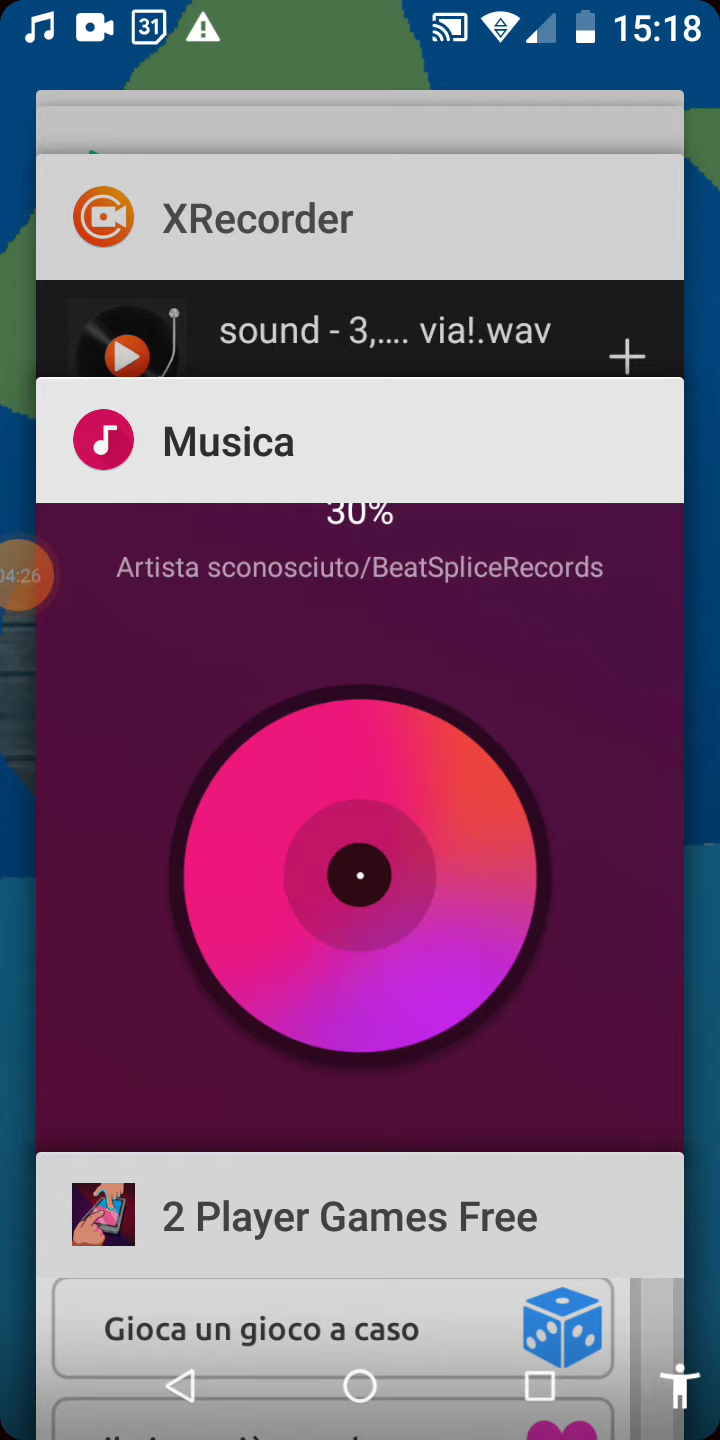 31
15:18
XRecorder
sound - 3,.... via!.wav
Musica
30%
Artista sconosciuto/BeatSpliceRecords
04:26
2 Player Games Free
Gioca un gioco a caso